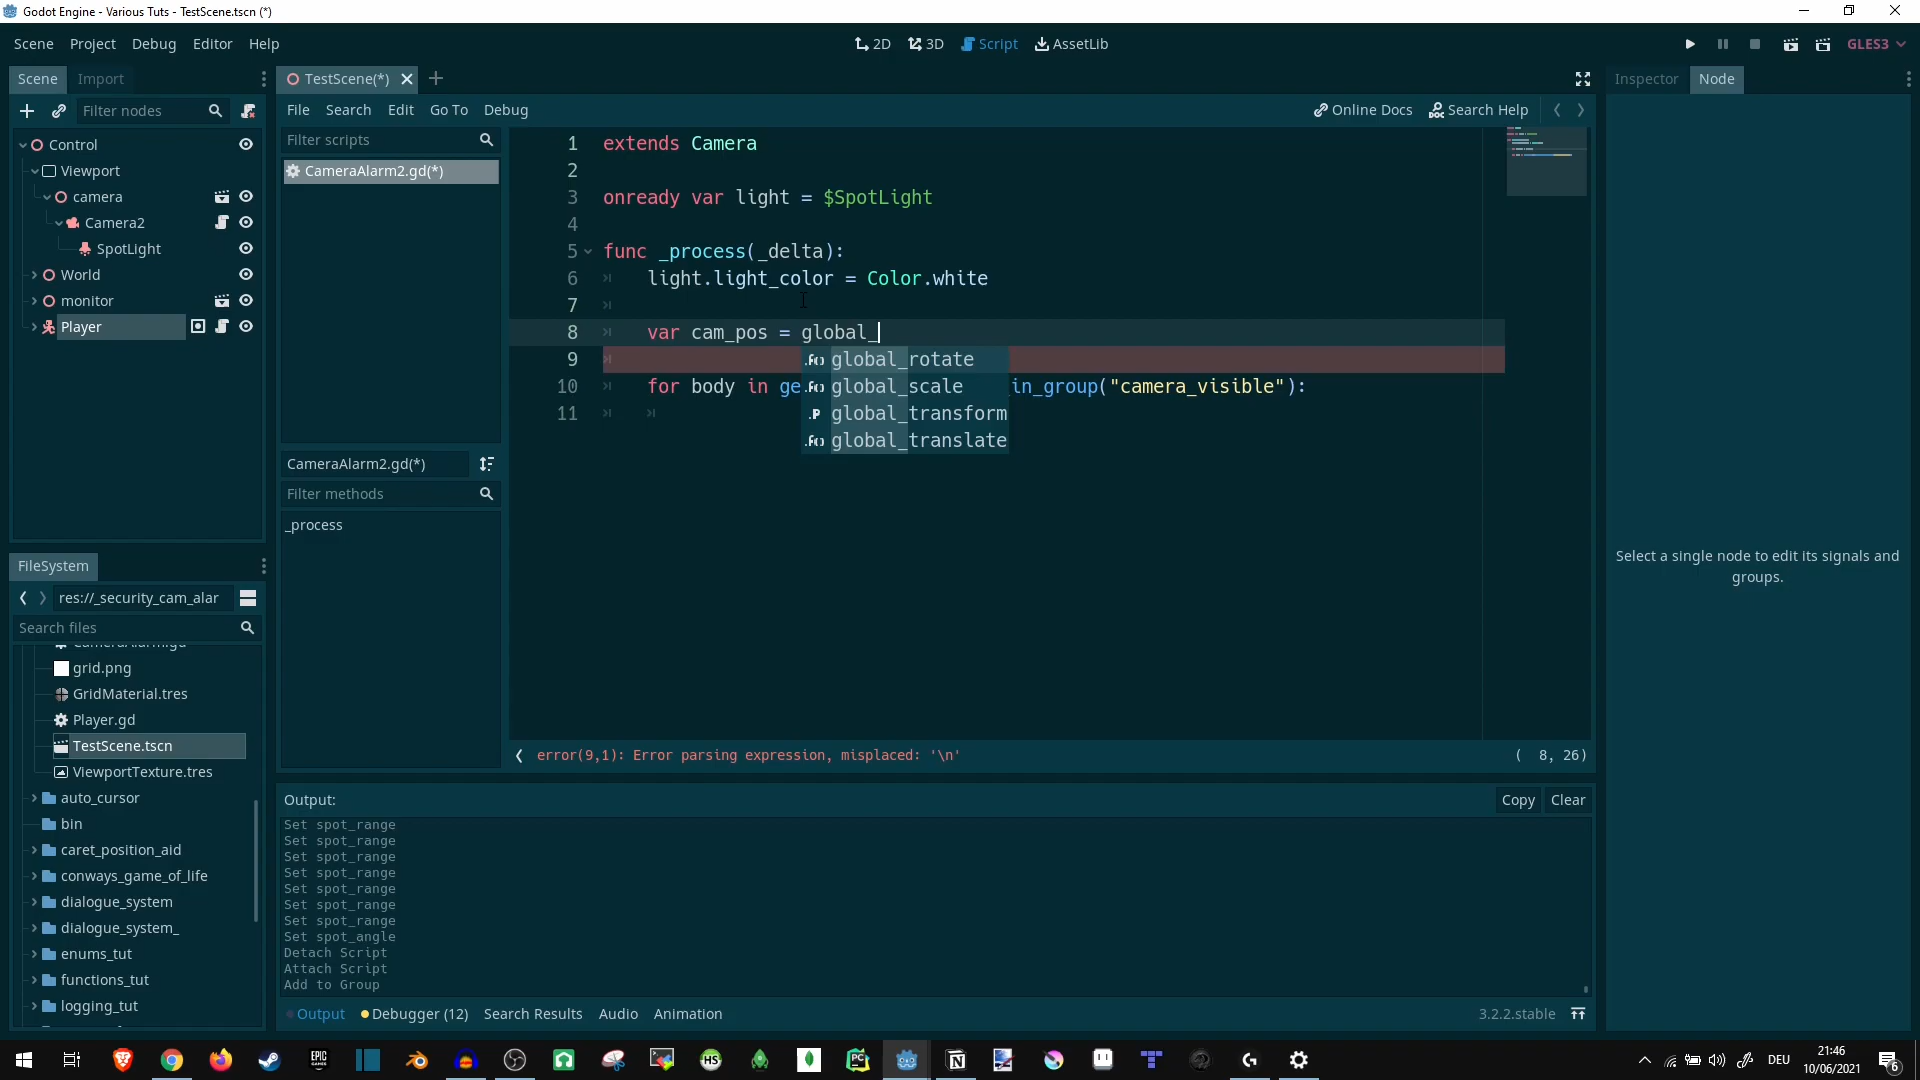 Godot Engine - Various Tuts - TestScene.tscn (*)
Scene Project Debug Editor Help
2D 3D Script AssetLib
GLES3
Scene Import
Filter nodes
Control
Viewport
camera
Camera2
SpotLight
World
monitor
Player
FileSystem
res://_security_cam_alar
Search files
grid.png
GridMaterial.tres
Player.gd
TestScene.tscn
ViewportTexture.tres
auto_cursor
bin
caret_position_aid
conways_game_of_life
dialogue_system
dialogue_system_
enums_tut
functions_tut
logging_tut
TestScene(*)
File Search Edit Go To Debug
Online Docs Search Help
Filter scripts
CameraAlarm2.gd(*)
CameraAlarm2.gd(*)
Filter methods
_process
1 extends Camera
2
3 onready var light = $SpotLight
4
5 func _process(_delta):
6 light.light_color = Color.white
7
8 var cam_pos = global_
9
10 for body in ge in_group("camera_visible"):
11
global_rotate
global_scale
global_transform
global_translate
error(9,1): Error parsing expression, misplaced: '\n'
( 8, 26)
Output:
Copy Clear
Set spot_range
Set spot_range
Set spot_range
Set spot_range
Set spot_range
Set spot_range
Set spot_range
Set spot_angle
Detach Script
Attach Script
Add to Group
Output Debugger (12) Search Results Audio Animation
3.2.2.stable
Inspector Node
Select a single node to edit its signals and
groups.
DEU
21:46
10/06/2021
6